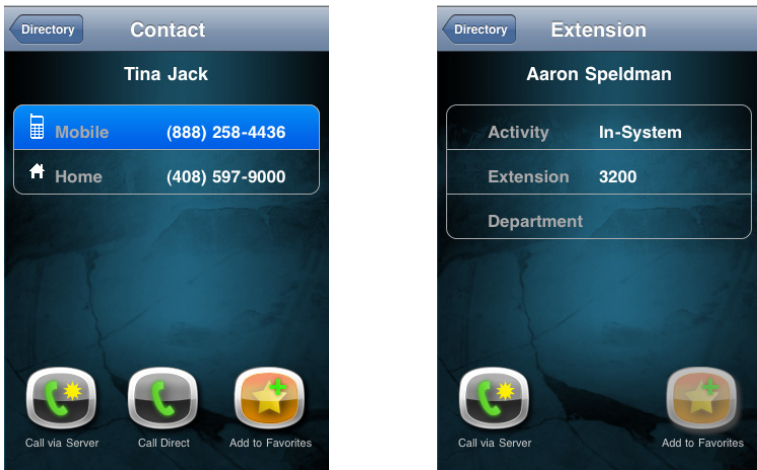 Directory Contact
Tina Jack
Mobile (888) 258-4436
Home (408) 597-9000
Call via Server Call Direct Add to Favorites
Directory Extension
Aaron Speldman
Activity In-System
Extension 3200
Department
Call via Server Add to Favorites